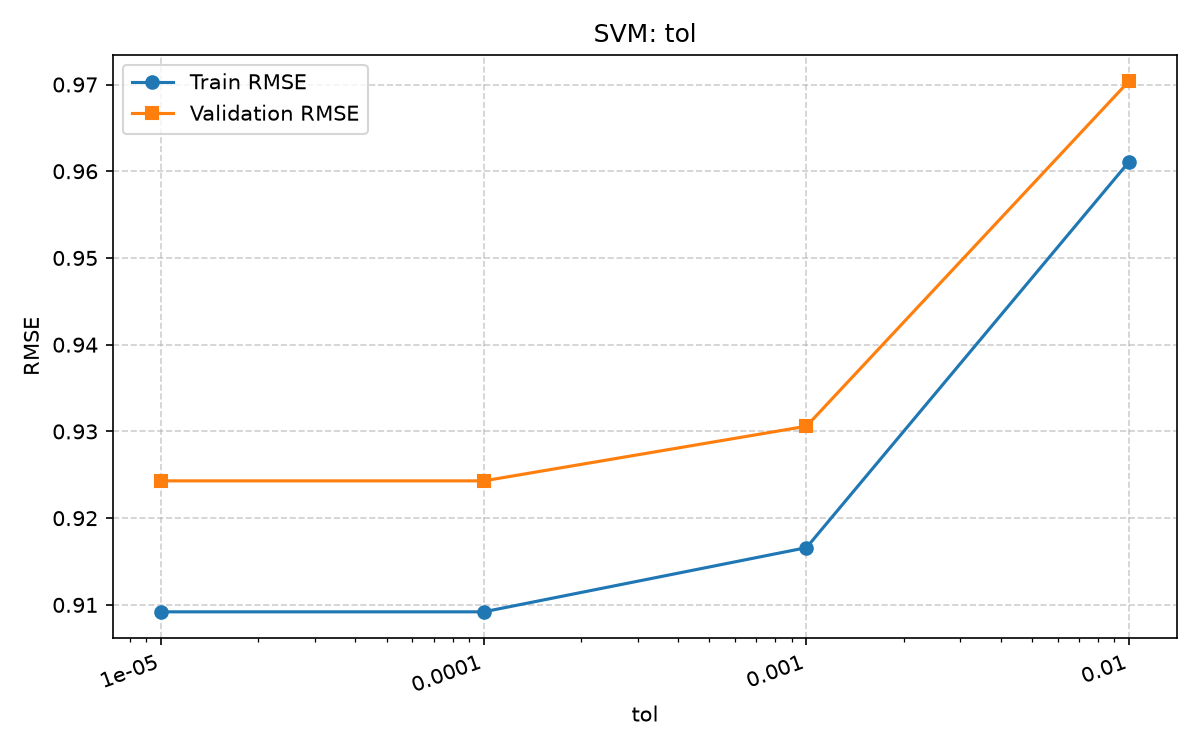 SVM: tol
Train RMSE
Validation RMSE
0.97
0.96
0.95
0.94
0.93
0.92
0.91
RMSE
1e-05
0.0001
0.001
0.01
tol